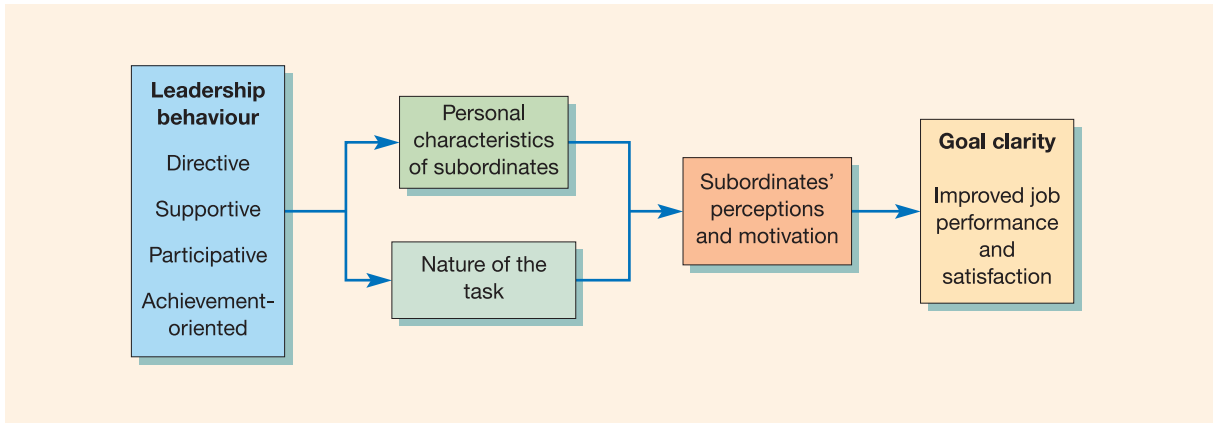 Leadership
behaviour
Directive
Supportive
Participative
Achievement-
oriented
Personal
characteristics
of subordinates
Nature of the
task
Subordinates’
perceptions
and motivation
Goal clarity
Improved job
performance
and
satisfaction